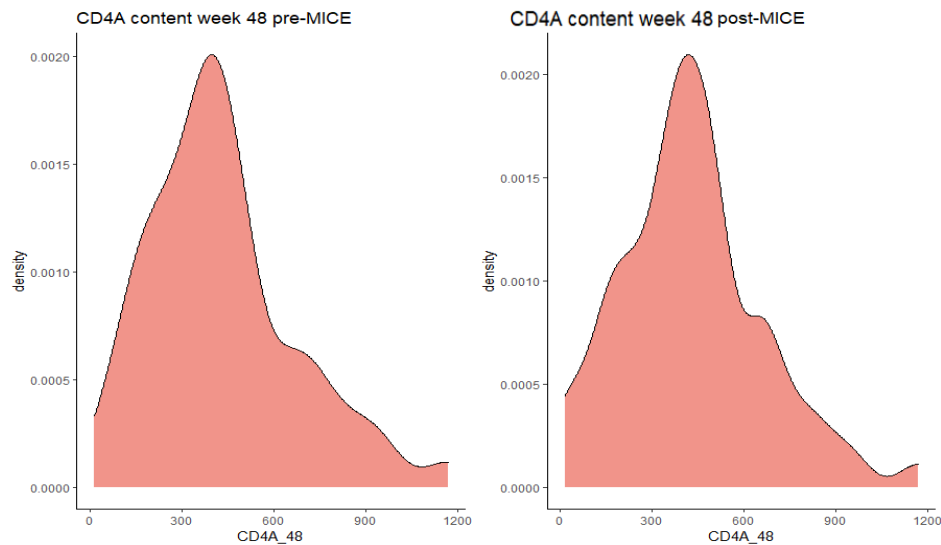 CD4A content week 48 pre-MICE
0.0020
0.0015
0.0010
0.0005
0.0000
density
0 300 600 900 1200
CD4A_48
CD4A content week 48 post-MICE
0.0020
0.0015
0.0010
0.0005
0.0000
density
0 300 600 900 1200
CD4A_48